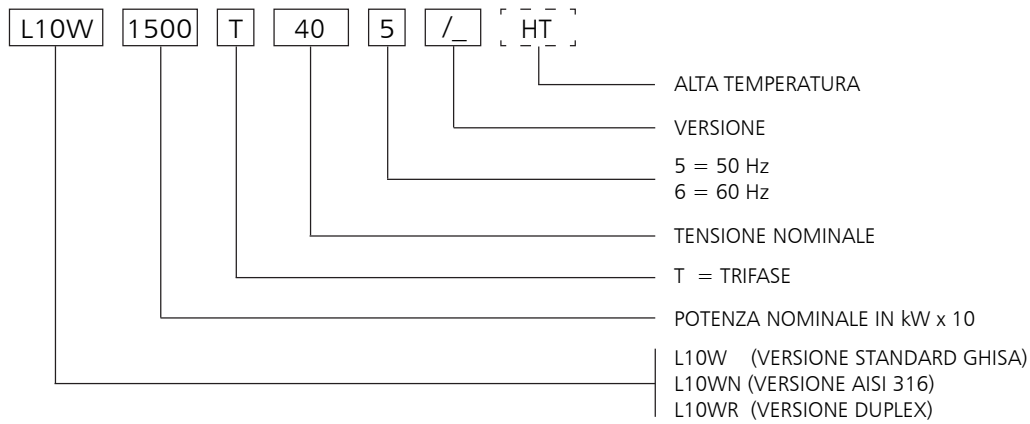 L10W 1500 T 40 5 /_ HT
ALTA TEMPERATURA
VERSIONE
5 = 50 Hz
6 = 60 Hz
TENSIONE NOMINALE
T = TRIFASE
POTENZA NOMINALE IN kW x 10
L10W (VERSIONE STANDARD GHISA)
L10WN (VERSIONE AISI 316)
L10WR (VERSIONE DUPLEX)